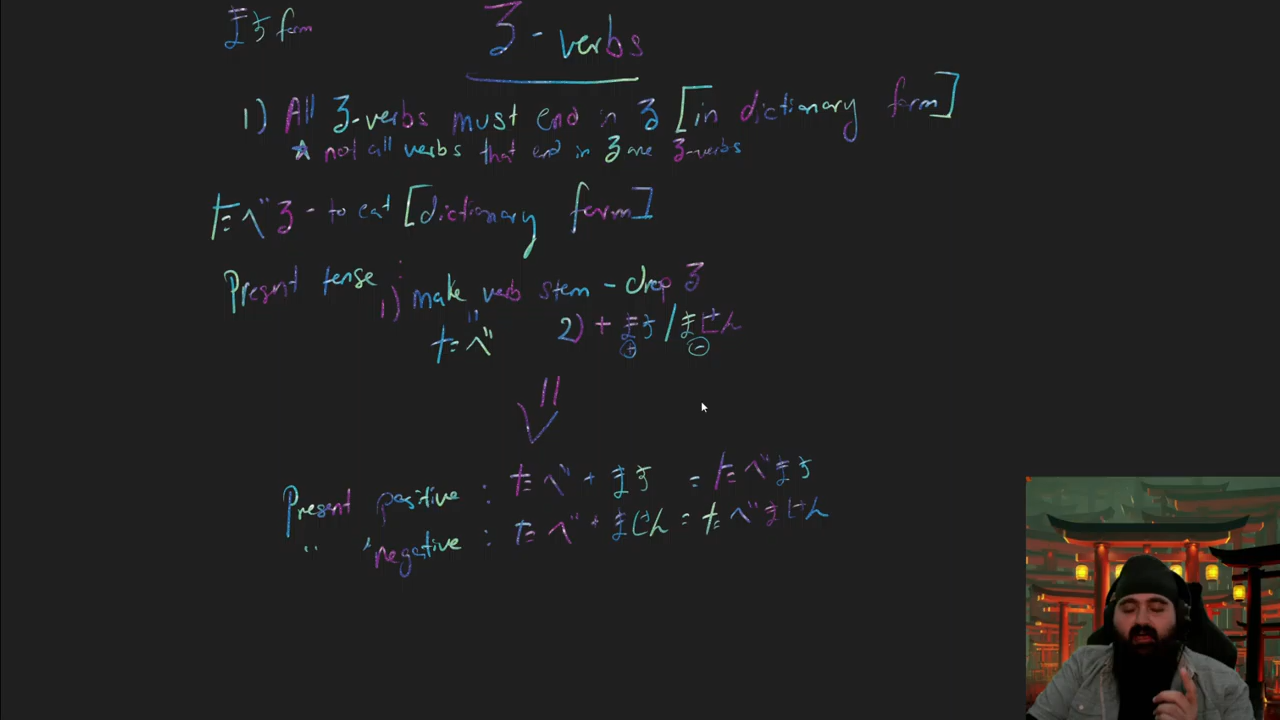 ます form
る- verbs
1) All る-verbs must end in る [in dictionary form]
★ not all verbs that end in る are る-verbs
たべる - to eat [dictionary form]
Present tense : 1) make verb stem - drop る
たべ 2) + ます/ません
+ -
Present positive : たべ + ます = たべます
" " negative : たべ + ません = たべません